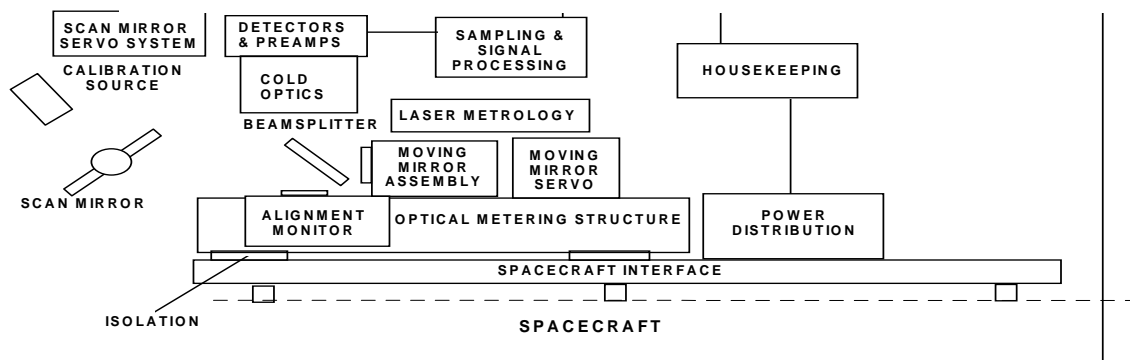 SCAN MIRROR
SERVO SYSTEM
DETECTORS
& PREAMPS
SAMPLING &
SIGNAL
PROCESSING
HOUSEKEEPING
CALIBRATION
SOURCE
COLD
OPTICS
LASER METROLOGY
BEAMSPLITTER
MOVING
MIRROR
ASSEMBLY
MOVING
MIRROR
SERVO
SCAN MIRROR
ALIGNMENT
MONITOR
OPTICAL METERING STRUCTURE
POWER
DISTRIBUTION
SPACECRAFT INTERFACE
ISOLATION
SPACECRAFT